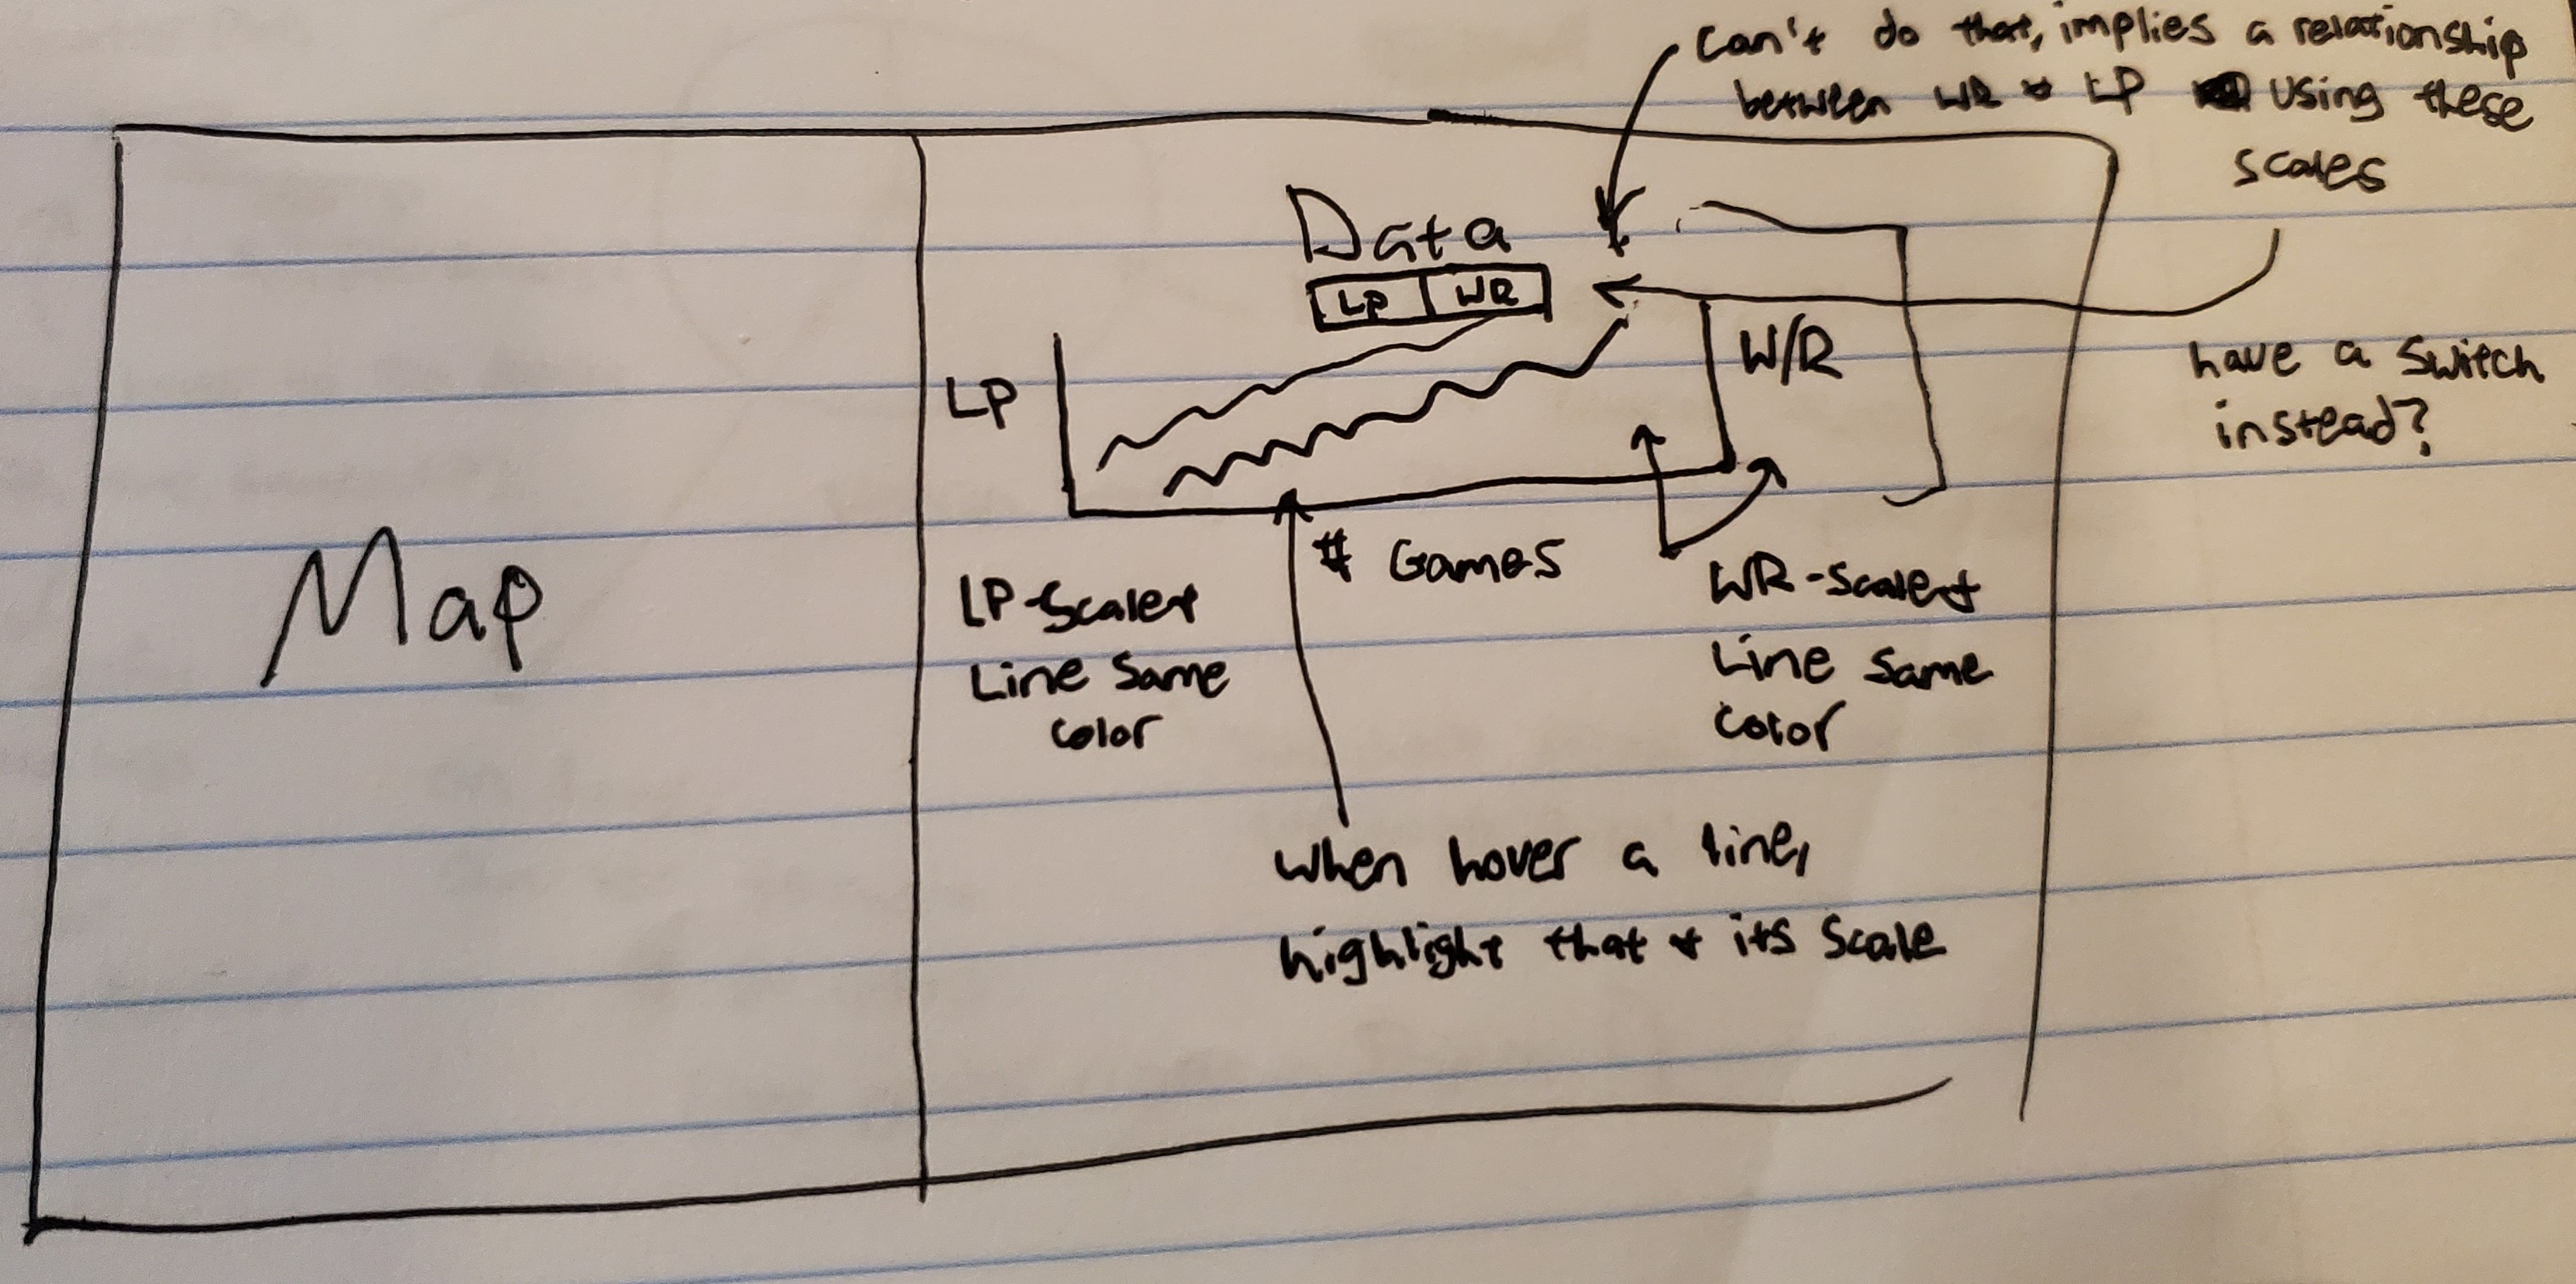 Can't do that, implies a relationship
between WR & LP using these
scales
Data
LP WR
have a switch
instead?
LP
W/R
# Games
LP-Scale+
Line Same
Color
WR-Scale+
Line Same
Color
Map
When hover a line,
highlight that & its scale